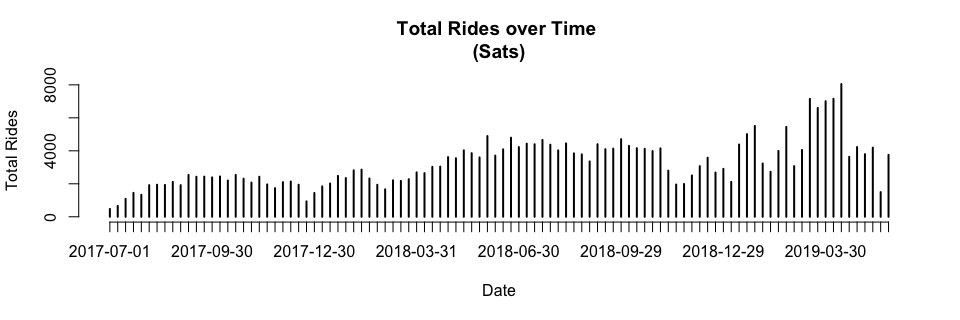 Total Rides over Time
(Sats)
Total Rides
8000
4000
0
2017-07-01 2017-09-30 2017-12-30 2018-03-31 2018-06-30 2018-09-29 2018-12-29 2019-03-30
Date